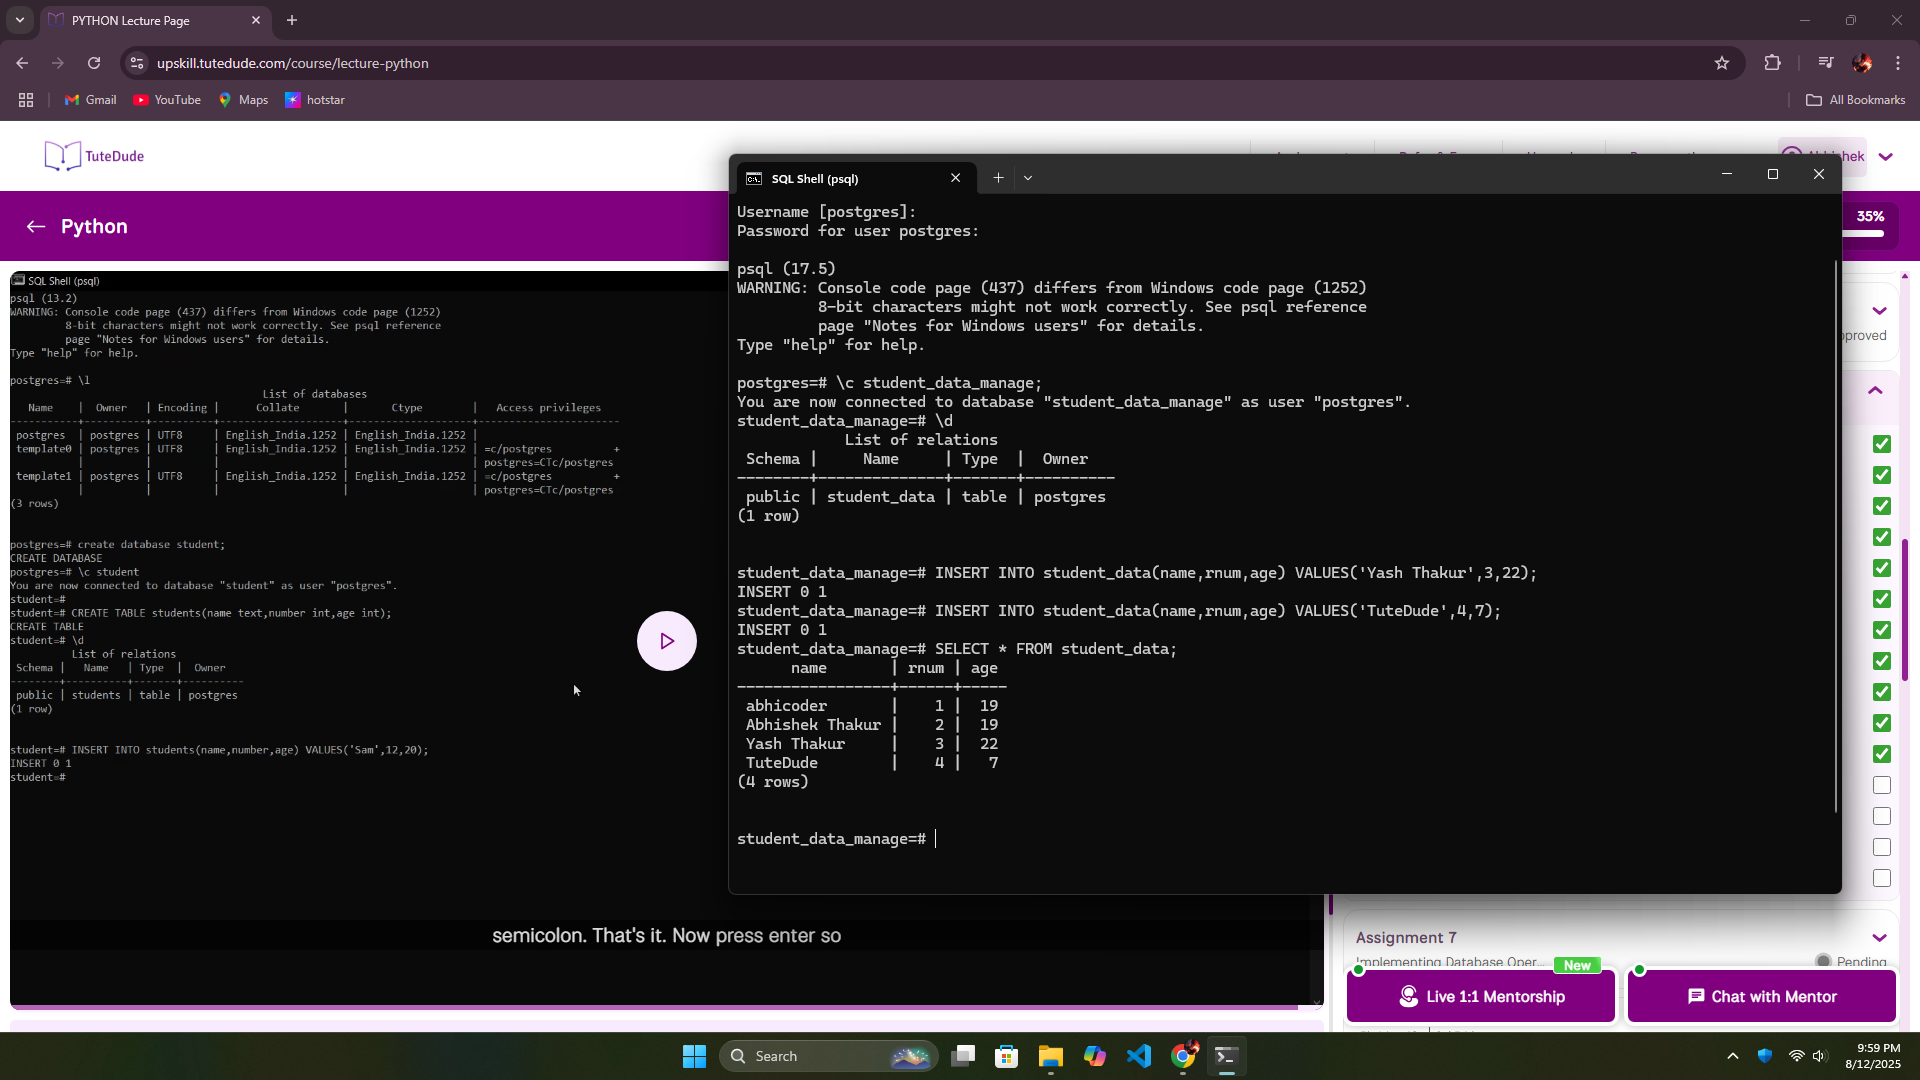 PYTHON Lecture Page
upskill.tutedude.com/course/lecture-python
Gmail YouTube Maps hotstar All Bookmarks
TuteDude
Python
35%
SQL Shell (psql)
psql (13.2)
WARNING: Console code page (437) differs from Windows code page (1252)
8-bit characters might not work correctly. See psql reference
page "Notes for Windows users" for details.
Type "help" for help.
postgres=# \l
List of databases
Name | Owner | Encoding | Collate | Ctype | Access privileges
-----------+----------+----------+--------------------+--------------------+-----------------------
postgres | postgres | UTF8 | English_India.1252 | English_India.1252 |
template0 | postgres | UTF8 | English_India.1252 | English_India.1252 | =c/postgres +
| | | | | postgres=CTc/postgres
template1 | postgres | UTF8 | English_India.1252 | English_India.1252 | =c/postgres +
| | | | | postgres=CTc/postgres
(3 rows)
postgres=# create database student;
CREATE DATABASE
postgres=# \c student
You are now connected to database "student" as user "postgres".
student=#
student=# CREATE TABLE students(name text,number int,age int);
CREATE TABLE
student=# \d
List of relations
Schema | Name | Type | Owner
--------+----------+-------+----------
public | students | table | postgres
(1 row)
student=# INSERT INTO students(name,number,age) VALUES('Sam',12,20);
INSERT 0 1
student=#
semicolon. That's it. Now press enter so
SQL Shell (psql)
Username [postgres]:
Password for user postgres:
psql (17.5)
WARNING: Console code page (437) differs from Windows code page (1252)
8-bit characters might not work correctly. See psql reference
page "Notes for Windows users" for details.
Type "help" for help.
postgres=# \c student_data_manage;
You are now connected to database "student_data_manage" as user "postgres".
student_data_manage=# \d
List of relations
Schema | Name | Type | Owner
--------+--------------+-------+----------
public | student_data | table | postgres
(1 row)
student_data_manage=# INSERT INTO student_data(name,rnum,age) VALUES('Yash Thakur',3,22);
INSERT 0 1
student_data_manage=# INSERT INTO student_data(name,rnum,age) VALUES('TuteDude',4,7);
INSERT 0 1
student_data_manage=# SELECT * FROM student_data;
name | rnum | age
-----------------+------+-----
abhicoder | 1 | 19
Abhishek Thakur | 2 | 19
Yash Thakur | 3 | 22
TuteDude | 4 | 7
(4 rows)
student_data_manage=#
Assignment 7
Implementing Database Oper... Pending
New
Live 1:1 Mentorship Chat with Mentor
Search
9:59 PM
8/12/2025